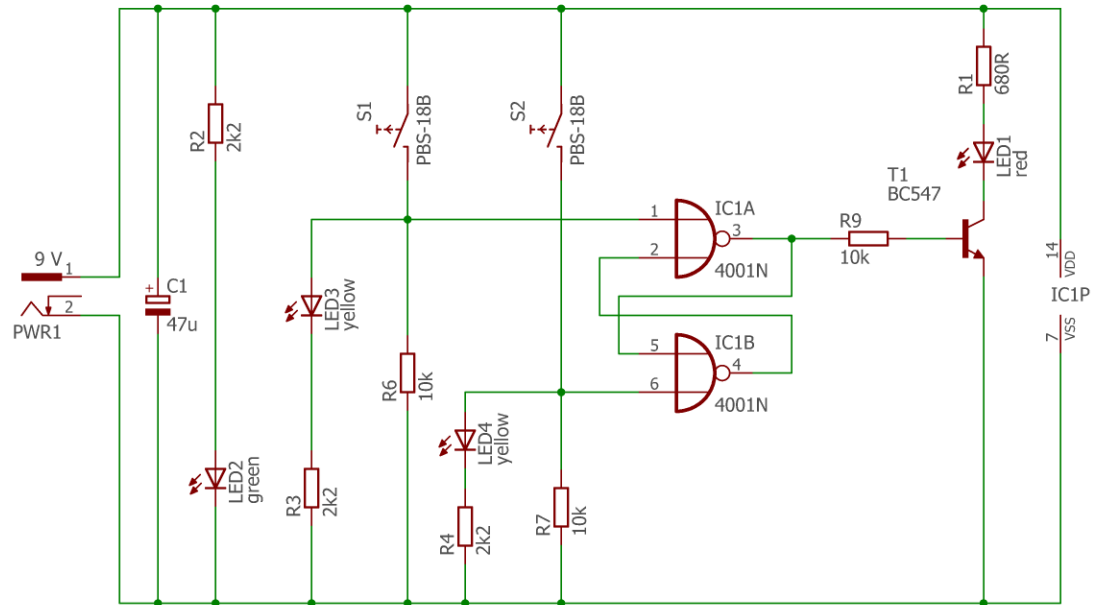 9 V
1
2
PWR1
+
C1
47u
R2
2k2
LED2
green
S1
PBS-18B
LED3
yellow
R3
2k2
R6
10k
S2
PBS-18B
LED4
yellow
R4
2k2
R7
10k
1
2
3
IC1A
4001N
5
6
4
IC1B
4001N
R9
10k
T1
BC547
R1
680R
LED1
red
14
VDD
IC1P
7
VSS